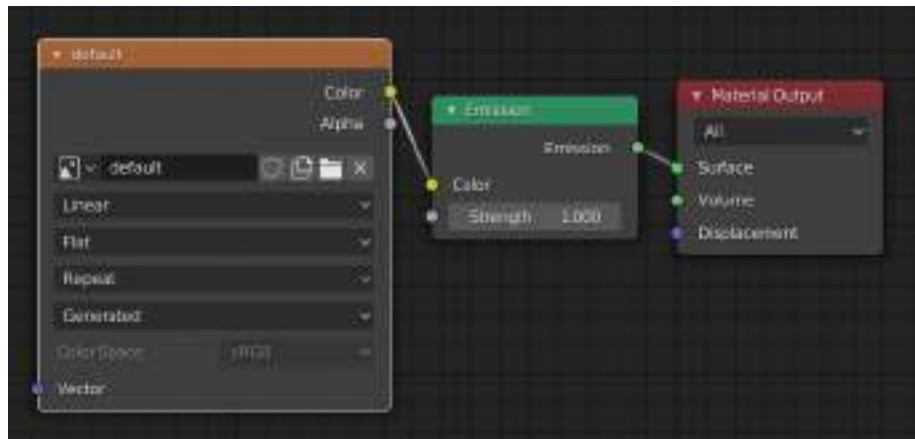 default
Color
Alpha
default
Linear
Flat
Repeat
Generated
Color Space sRGB
Vector
Emission
Emission
Color
Strength 1.000
Material Output
All
Surface
Volume
Displacement